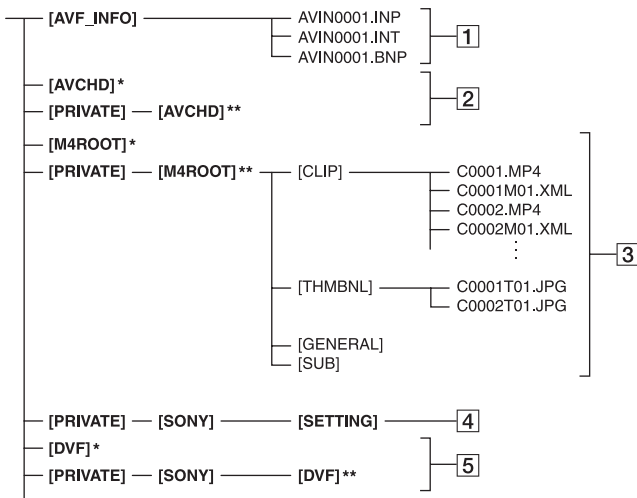 [AVF_INFO] AVIN0001.INP
AVIN0001.INT
AVIN0001.BNP
1
[AVCHD]*
[PRIVATE] [AVCHD]**
2
[M4ROOT]*
[PRIVATE] [M4ROOT]** [CLIP] C0001.MP4
C0001M01.XML
C0002.MP4
C0002M01.XML
[THMBNL] C0001T01.JPG
C0002T01.JPG
[GENERAL]
[SUB]
3
[PRIVATE] [SONY] [SETTING] 4
[DVF]*
[PRIVATE] [SONY] [DVF]**
5